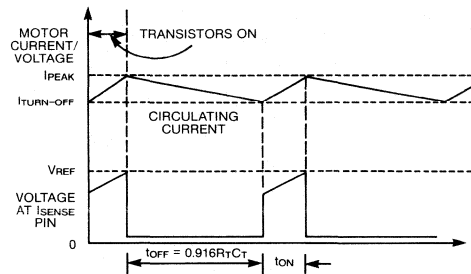 MOTOR
CURRENT/
VOLTAGE
TRANSISTORS ON
IPEAK
ITURN-OFF
CIRCULATING
CURRENT
VREF
VOLTAGE
AT ISENSE
PIN
0
tOFF = 0.916RTCT
tON